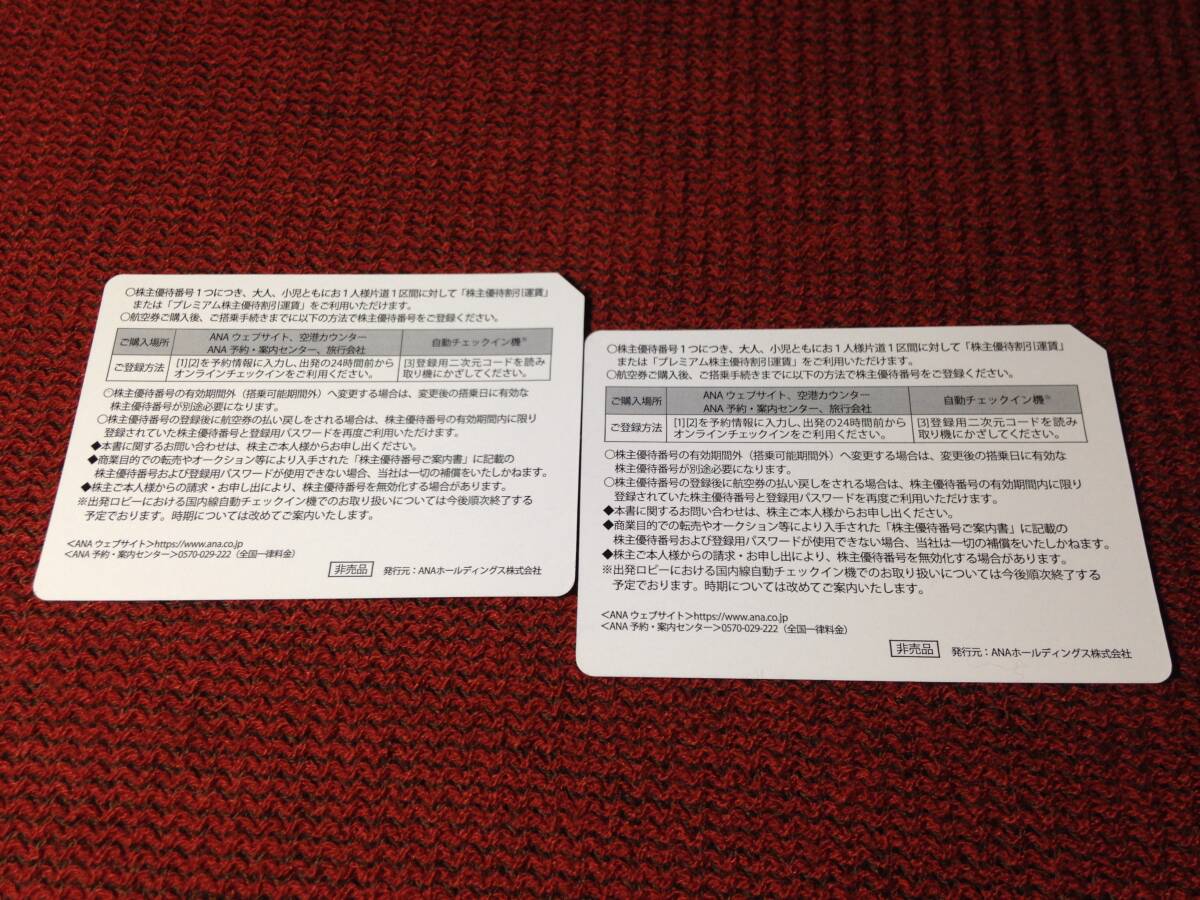 ○株主優待番号1つにつき、大人、小児ともにお1人様片道1区間に対して「株主優待割引運賃」
または「プレミアム株主優待割引運賃」をご利用いただけます。
○航空券ご購入後、ご搭乗手続きまでに以下の方法で株主優待番号をご登録ください。
ご購入場所 ANA ウェブサイト、空港カウンター 自動チェックイン機※
ANA 予約・案内センター、旅行会社
ご登録方法 [1][2]を予約情報に入力し、出発の24時間前から [3]登録用二次元コードを読み
オンラインチェックインをご利用ください。 取り機にかざしてください。
○株主優待番号の有効期間外（搭乗可能期間外）へ変更する場合は、変更後の搭乗日に有効な
株主優待番号が別途必要になります。
○株主優待番号の登録後に航空券の払い戻しをされる場合は、株主優待番号の有効期間内に限り
登録されていた株主優待番号と登録用パスワードを再度ご利用いただけます。
◆本書に関するお問い合わせは、株主ご本人様からお申し出ください。
◆商業目的での転売やオークション等により入手された「株主優待番号ご案内書」に記載の
株主優待番号および登録用パスワードが使用できない場合、当社は一切の補償をいたしかねます。
◆株主ご本人様からの請求・お申し出により、株主優待番号を無効化する場合があります。
※出発ロビーにおける国内線自動チェックイン機でのお取り扱いについては今後順次終了する
予定でおります。時期については改めてご案内いたします。
＜ANA ウェブサイト＞https://www.ana.co.jp
＜ANA 予約・案内センター＞0570-029-222（全国一律料金）
非売品 発行元：ANAホールディングス株式会社
○株主優待番号1つにつき、大人、小児ともにお1人様片道1区間に対して「株主優待割引運賃」
または「プレミアム株主優待割引運賃」をご利用いただけます。
○航空券ご購入後、ご搭乗手続きまでに以下の方法で株主優待番号をご登録ください。
ご購入場所 ANA ウェブサイト、空港カウンター 自動チェックイン機※
ANA 予約・案内センター、旅行会社
ご登録方法 [1][2]を予約情報に入力し、出発の24時間前から [3]登録用二次元コードを読み
オンラインチェックインをご利用ください。 取り機にかざしてください。
○株主優待番号の有効期間外（搭乗可能期間外）へ変更する場合は、変更後の搭乗日に有効な
株主優待番号が別途必要になります。
○株主優待番号の登録後に航空券の払い戻しをされる場合は、株主優待番号の有効期間内に限り
登録されていた株主優待番号と登録用パスワードを再度ご利用いただけます。
◆本書に関するお問い合わせは、株主ご本人様からお申し出ください。
◆商業目的での転売やオークション等により入手された「株主優待番号ご案内書」に記載の
株主優待番号および登録用パスワードが使用できない場合、当社は一切の補償をいたしかねます。
◆株主ご本人様からの請求・お申し出により、株主優待番号を無効化する場合があります。
※出発ロビーにおける国内線自動チェックイン機でのお取り扱いについては今後順次終了する
予定でおります。時期については改めてご案内いたします。
＜ANA ウェブサイト＞https://www.ana.co.jp
＜ANA 予約・案内センター＞0570-029-222（全国一律料金）
非売品 発行元：ANAホールディングス株式会社